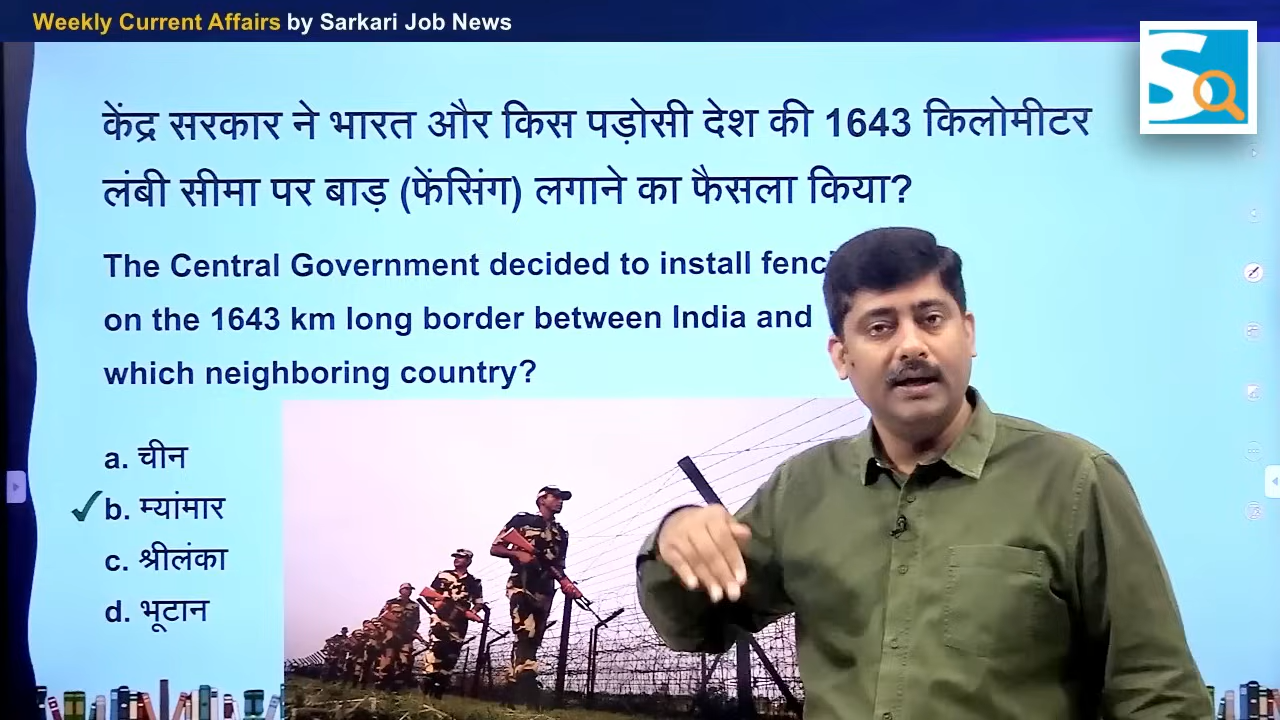 Weekly Current Affairs by Sarkari Job News
SQ
केंद्र सरकार ने भारत और किस पड़ोसी देश की 1643 किलोमीटर
लंबी सीमा पर बाड़ (फेंसिंग) लगाने का फैसला किया?
The Central Government decided to install
on the 1643 km long border between India and
which neighboring country?
a. चीन
b. म्यांमार
c. श्रीलंका
d. भूटान